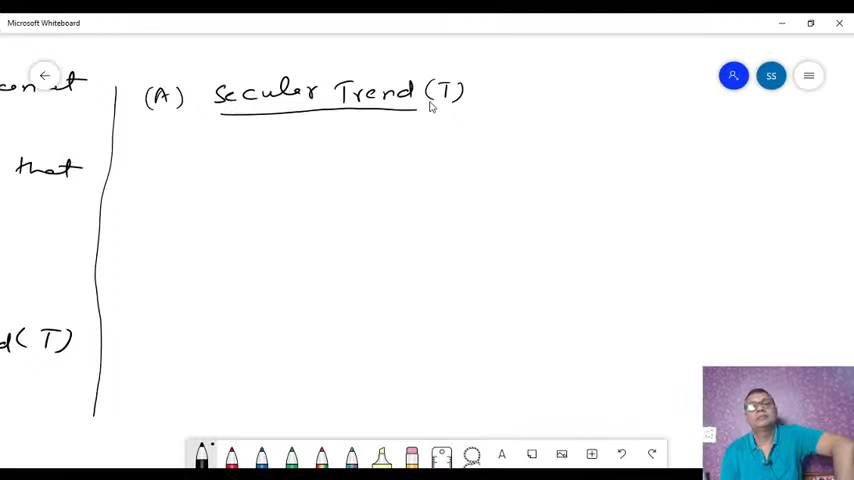 Microsoft Whiteboard
that
(T)
(A) Secular Trend (T)
SS
A